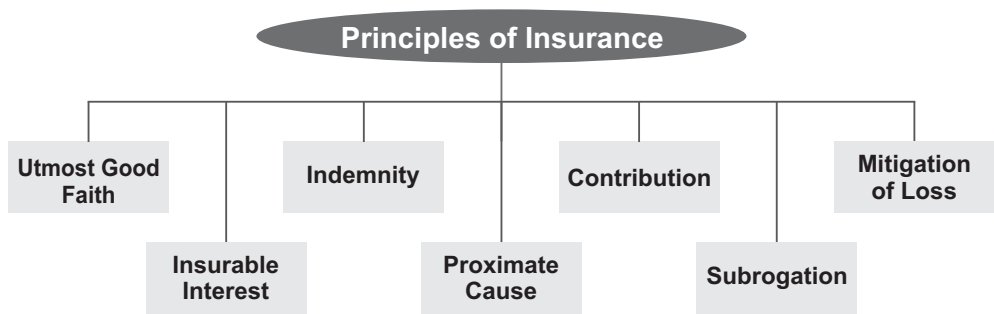 Principles of Insurance
Utmost Good
Faith
Insurable
Interest
Indemnity
Proximate
Cause
Contribution
Subrogation
Mitigation
of Loss